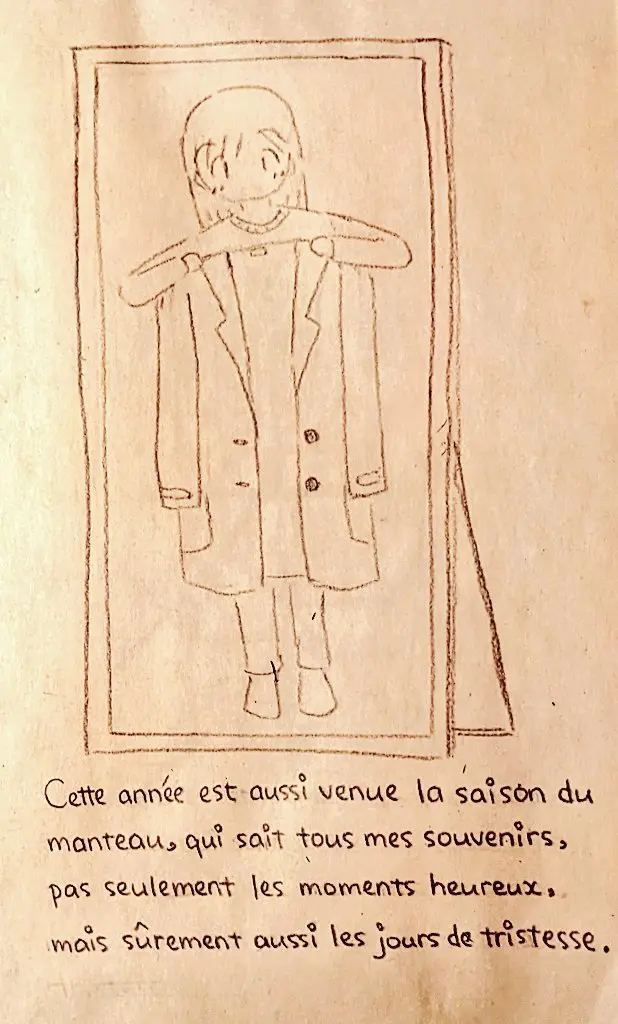 Cette année est aussi venue la saison du
manteau, qui sait tous mes souvenirs,
pas seulement les moments heureux,
mais sûrement aussi les jours de tristesse.